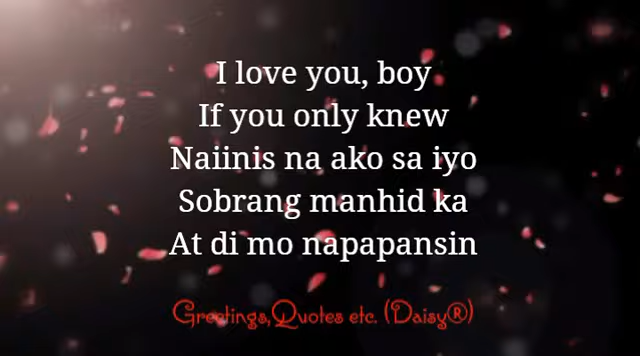 I love you, boy
If you only knew
Naiinis na ako sa iyo
Sobrang manhid ka
At di mo napapansin
Greetings,Quotes etc. (Daisy®)